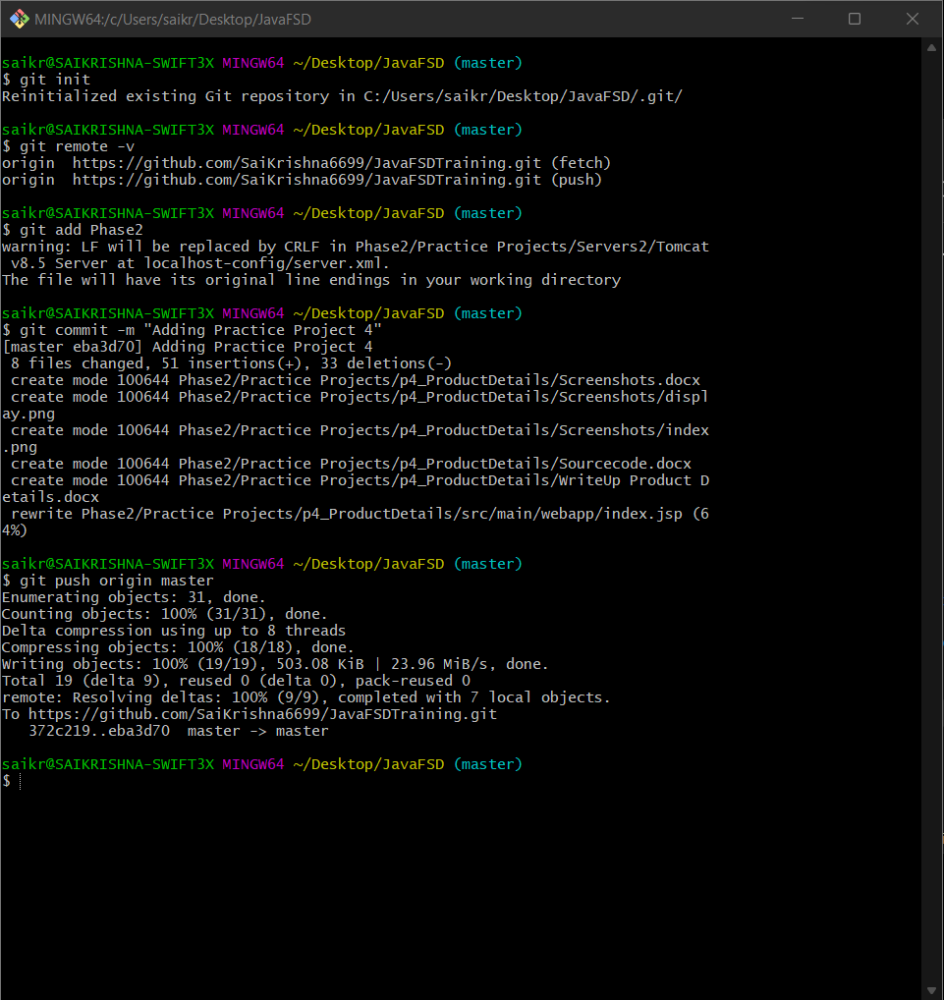 MINGW64:/c/Users/saikr/Desktop/JavaFSD
saikr@SAIKRISHNA-SWIFT3X MINGW64 ~/Desktop/JavaFSD (master)
$ git init
Reinitialized existing Git repository in C:/Users/saikr/Desktop/JavaFSD/.git/
saikr@SAIKRISHNA-SWIFT3X MINGW64 ~/Desktop/JavaFSD (master)
$ git remote -v
origin  https://github.com/SaiKrishna6699/JavaFSDTraining.git (fetch)
origin  https://github.com/SaiKrishna6699/JavaFSDTraining.git (push)
saikr@SAIKRISHNA-SWIFT3X MINGW64 ~/Desktop/JavaFSD (master)
$ git add Phase2
warning: LF will be replaced by CRLF in Phase2/Practice Projects/Servers2/Tomcat
 v8.5 Server at localhost-config/server.xml.
The file will have its original line endings in your working directory
saikr@SAIKRISHNA-SWIFT3X MINGW64 ~/Desktop/JavaFSD (master)
$ git commit -m "Adding Practice Project 4"
[master eba3d70] Adding Practice Project 4
 8 files changed, 51 insertions(+), 33 deletions(-)
 create mode 100644 Phase2/Practice Projects/p4_ProductDetails/Screenshots.docx
 create mode 100644 Phase2/Practice Projects/p4_ProductDetails/Screenshots/displ
ay.png
 create mode 100644 Phase2/Practice Projects/p4_ProductDetails/Screenshots/index
.png
 create mode 100644 Phase2/Practice Projects/p4_ProductDetails/Sourcecode.docx
 create mode 100644 Phase2/Practice Projects/p4_ProductDetails/WriteUp Product D
etails.docx
 rewrite Phase2/Practice Projects/p4_ProductDetails/src/main/webapp/index.jsp (6
4%)
saikr@SAIKRISHNA-SWIFT3X MINGW64 ~/Desktop/JavaFSD (master)
$ git push origin master
Enumerating objects: 31, done.
Counting objects: 100% (31/31), done.
Delta compression using up to 8 threads
Compressing objects: 100% (18/18), done.
Writing objects: 100% (19/19), 503.08 KiB | 23.96 MiB/s, done.
Total 19 (delta 9), reused 0 (delta 0), pack-reused 0
remote: Resolving deltas: 100% (9/9), completed with 7 local objects.
To https://github.com/SaiKrishna6699/JavaFSDTraining.git
   372c219..eba3d70  master -> master
saikr@SAIKRISHNA-SWIFT3X MINGW64 ~/Desktop/JavaFSD (master)
$